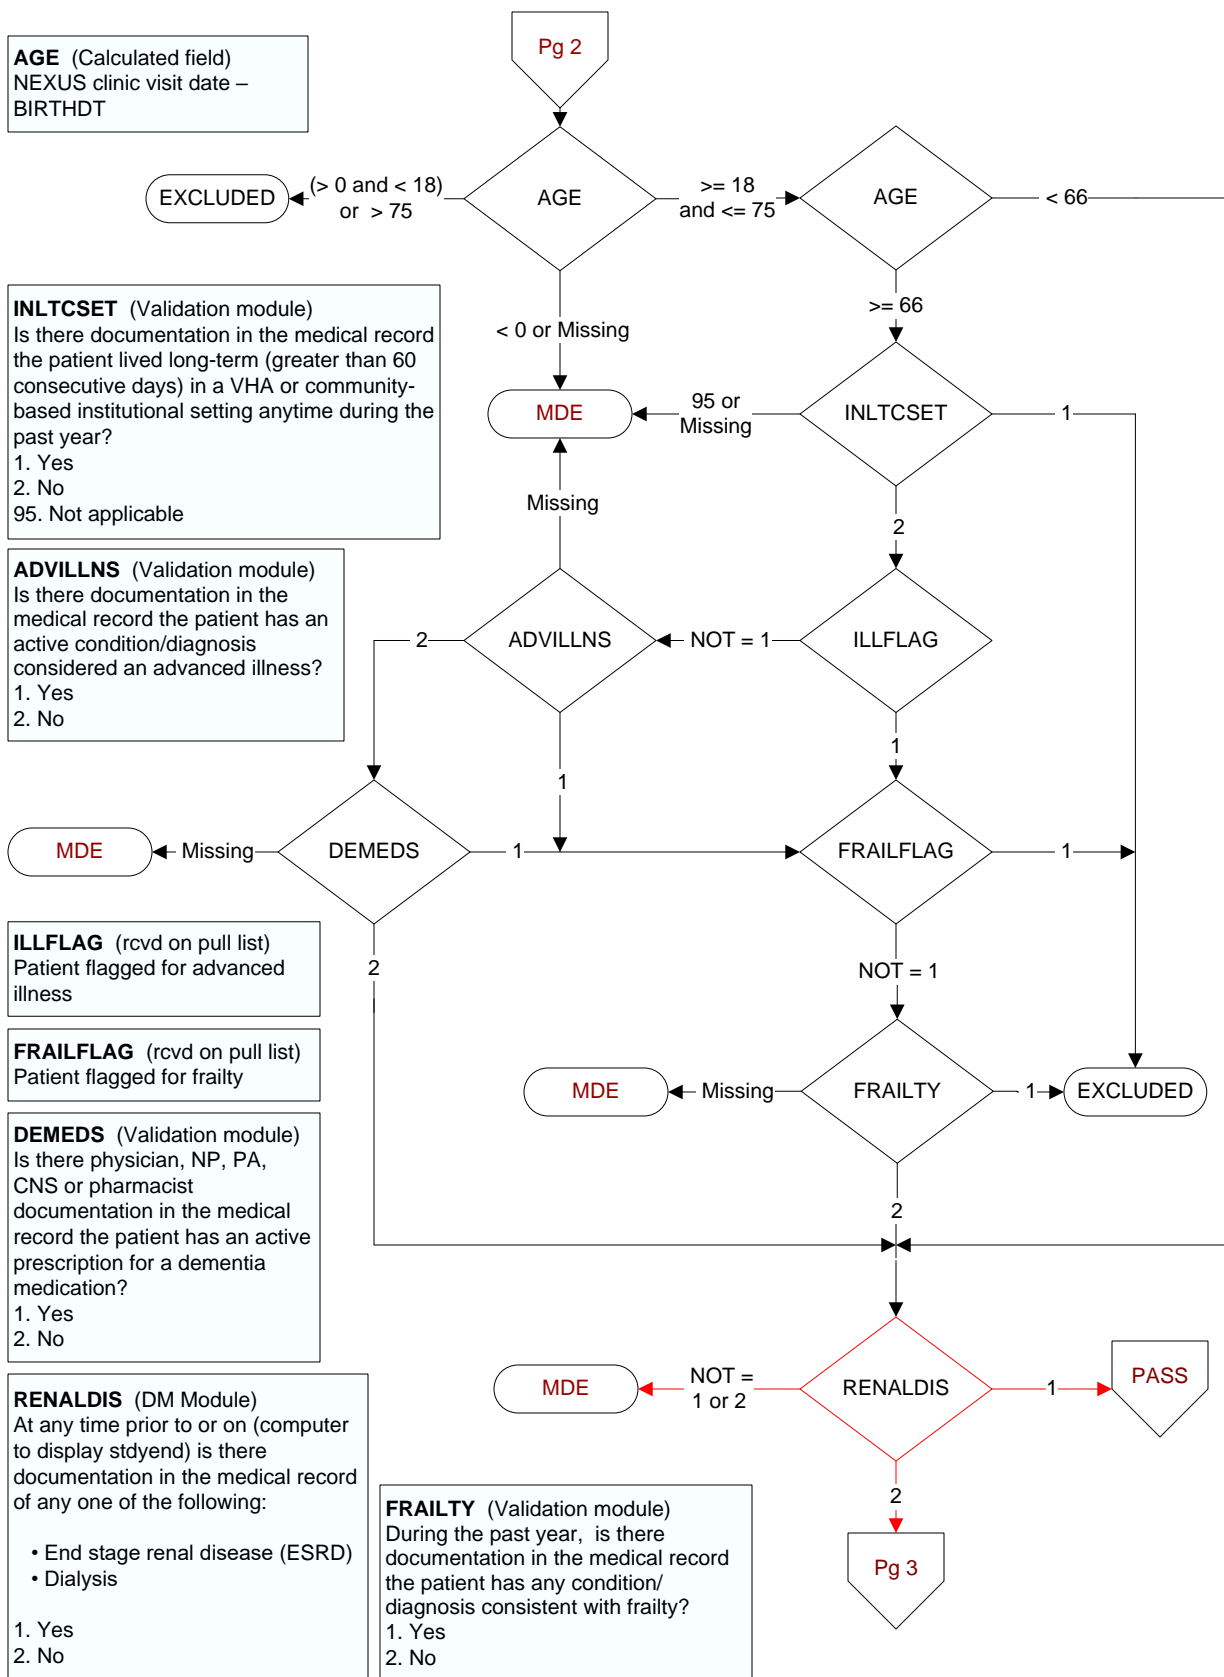 Pg 2
AGE (Calculated field)
NEXUS clinic visit date –
BIRTHDT
EXCLUDED
(> 0 and < 18)
or > 75
AGE
>= 18
and <= 75
AGE
< 66
>= 66
< 0 or Missing
INLTCSET (Validation module)
Is there documentation in the medical record
the patient lived long-term (greater than 60
consecutive days) in a VHA or community-
based institutional setting anytime during the
past year?
1. Yes
2. No
95. Not applicable
MDE
95 or
Missing
INLTCSET
1
Missing
2
ADVILLNS (Validation module)
Is there documentation in the
medical record the patient has an
active condition/diagnosis
considered an advanced illness?
1. Yes
2. No
2
ADVILLNS
NOT = 1
ILLFLAG
1
1
MDE
Missing
DEMEDS
1
FRAILFLAG
1
ILLFLAG (rcvd on pull list)
Patient flagged for advanced
illness
2
NOT = 1
FRAILFLAG (rcvd on pull list)
Patient flagged for frailty
MDE
Missing
FRAILTY
1
EXCLUDED
DEMEDS (Validation module)
Is there physician, NP, PA,
CNS or pharmacist
documentation in the medical
record the patient has an active
prescription for a dementia
medication?
1. Yes
2. No
2
MDE
NOT =
1 or 2
RENALDIS
1
PASS
RENALDIS (DM Module)
At any time prior to or on (computer
to display stdyend) is there
documentation in the medical record
of any one of the following:
• End stage renal disease (ESRD)
• Dialysis
1. Yes
2. No
FRAILTY (Validation module)
During the past year, is there
documentation in the medical record
the patient has any condition/
diagnosis consistent with frailty?
1. Yes
2. No
2
Pg 3